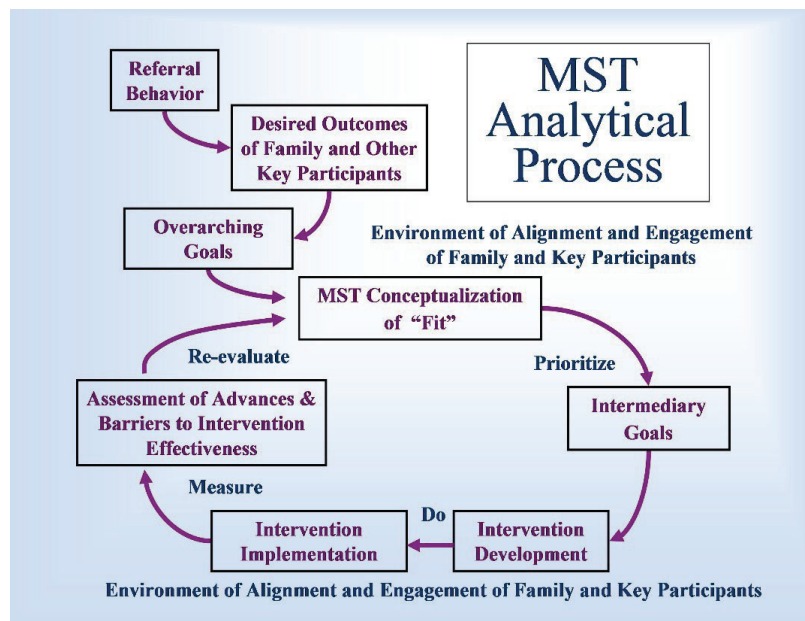 Referral
Behavior
MST
Analytical
Process
Desired Outcomes
of Family and Other
Key Participants
Overarching
Goals
Environment of Alignment and Engagement
of Family and Key Participants
MST Conceptualization
of "Fit"
Re-evaluate
Prioritize
Assessment of Advances &
Barriers to Intervention
Effectiveness
Intermediary
Goals
Measure
Do
Intervention
Implementation
Intervention
Development
Environment of Alignment and Engagement of Family and Key Participants